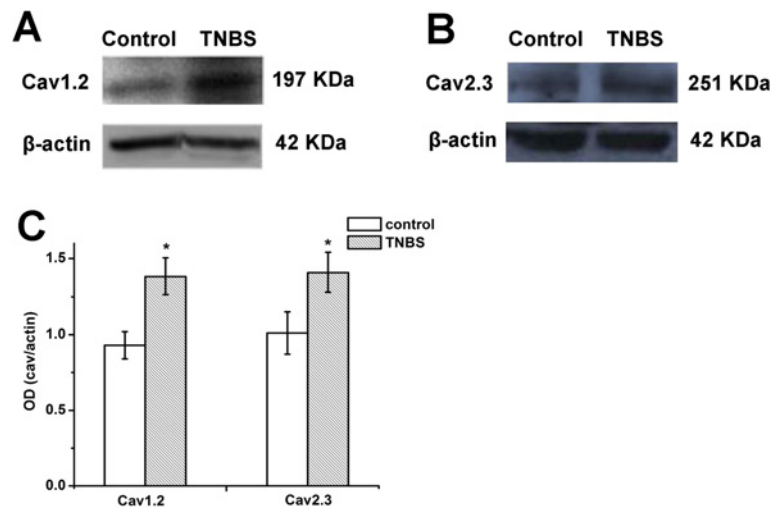 A
Control TNBS
Cav1.2 197 KDa
β-actin 42 KDa
B
Control TNBS
Cav2.3 251 KDa
β-actin 42 KDa
C
control
TNBS
OD (cav/actin)
1.5
1.0
0.5
0.0
* *
Cav1.2 Cav2.3